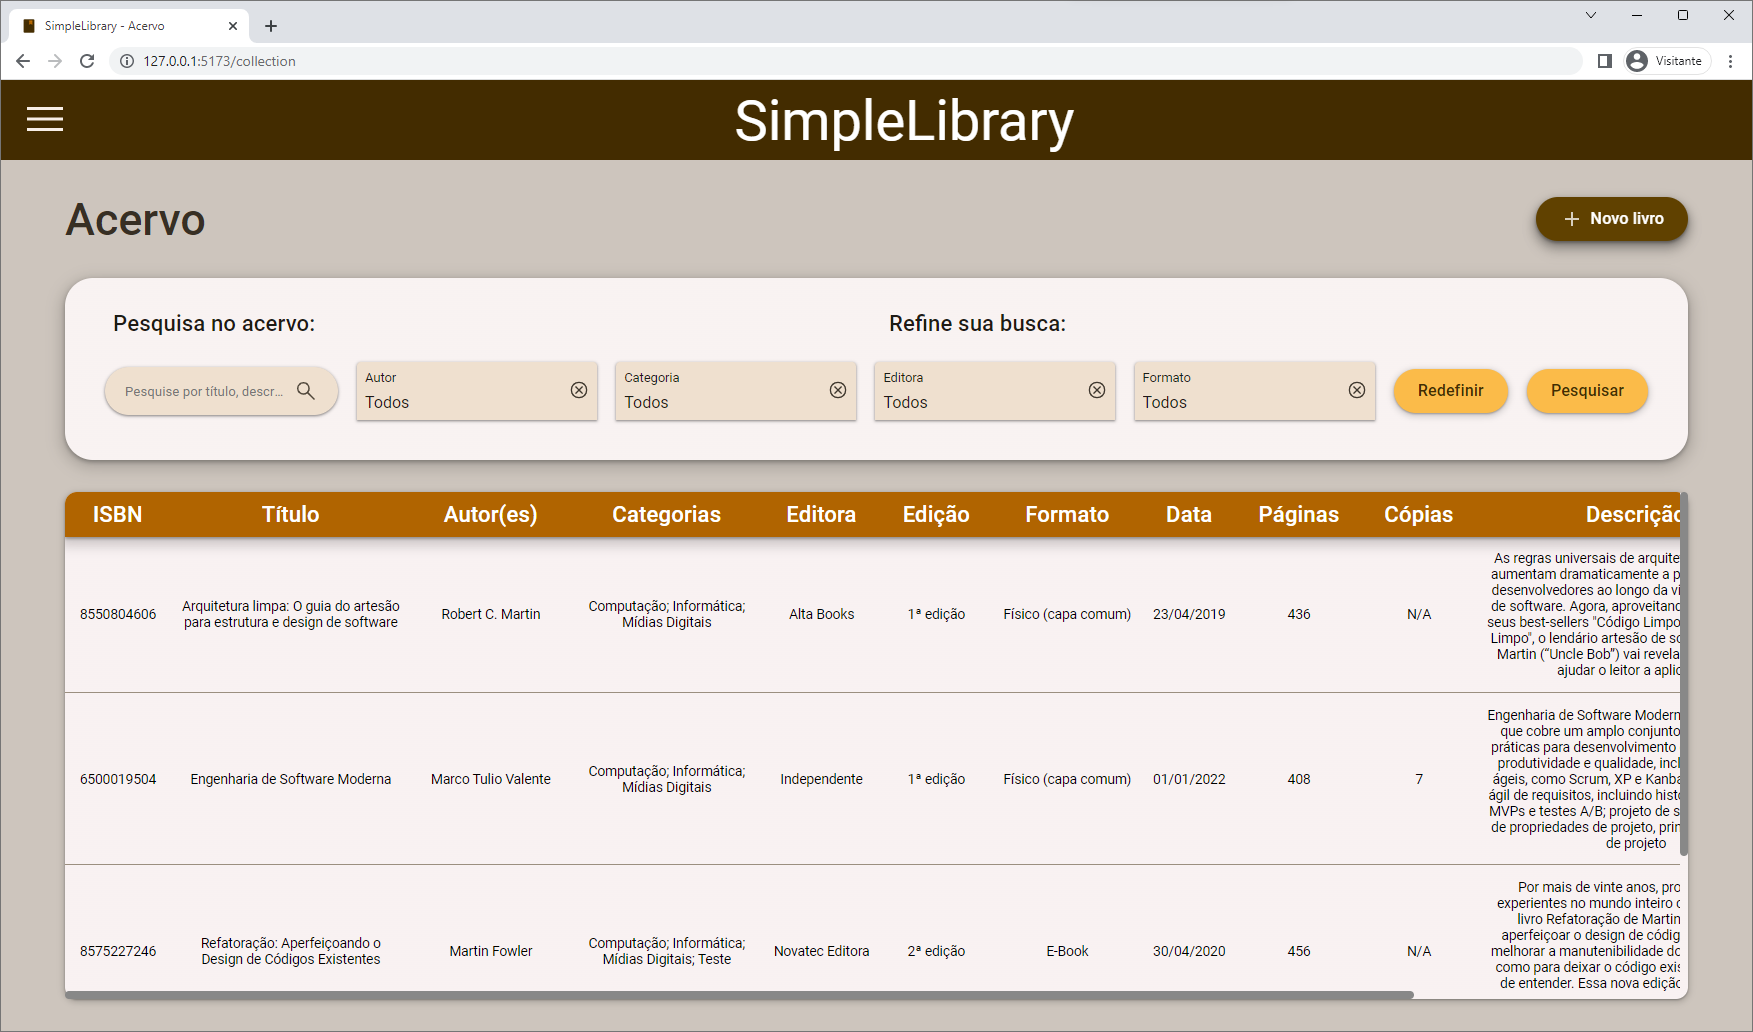 SimpleLibrary - Acervo
127.0.0.1:5173/collection
Visitante
SimpleLibrary
Acervo
Novo livro
Pesquisa no acervo:
Refine sua busca:
Pesquise por título, descr...
Autor
Todos
Categoria
Todos
Editora
Todos
Formato
Todos
Redefinir
Pesquisar
ISBN Título Autor(es) Categorias Editora Edição Formato Data Páginas Cópias Descrição
8550804606
Arquitetura limpa: O guia do artesão
para estrutura e design de software
Robert C. Martin
Computação; Informática;
Mídias Digitais
Alta Books
1ª edição
Físico (capa comum)
23/04/2019
436
N/A
As regras universais de arquite
aumentam dramaticamente a p
desenvolvedores ao longo da vi
de software. Agora, aproveitand
seus best-sellers "Código Limpo
Limpo", o lendário artesão de so
Martin (“Uncle Bob”) vai revela
ajudar o leitor a aplic
6500019504
Engenharia de Software Moderna
Marco Tulio Valente
Computação; Informática;
Mídias Digitais
Independente
1ª edição
Físico (capa comum)
01/01/2022
408
7
Engenharia de Software Modern
que cobre um amplo conjunto
práticas para desenvolvimento
produtividade e qualidade, incl
ágeis, como Scrum, XP e Kanba
ágil de requisitos, incluindo histó
MVPs e testes A/B; projeto de s
de propriedades de projeto, prin
de projeto
8575227246
Refatoração: Aperfeiçoando o
Design de Códigos Existentes
Martin Fowler
Computação; Informática;
Mídias Digitais; Teste
Novatec Editora
2ª edição
E-Book
30/04/2020
456
N/A
Por mais de vinte anos, pro
experientes no mundo inteiro
livro Refatoração de Martin
aperfeiçoar o design de códig
melhorar a manutenibilidade do
como para deixar o código exis
de entender. Essa nova edição